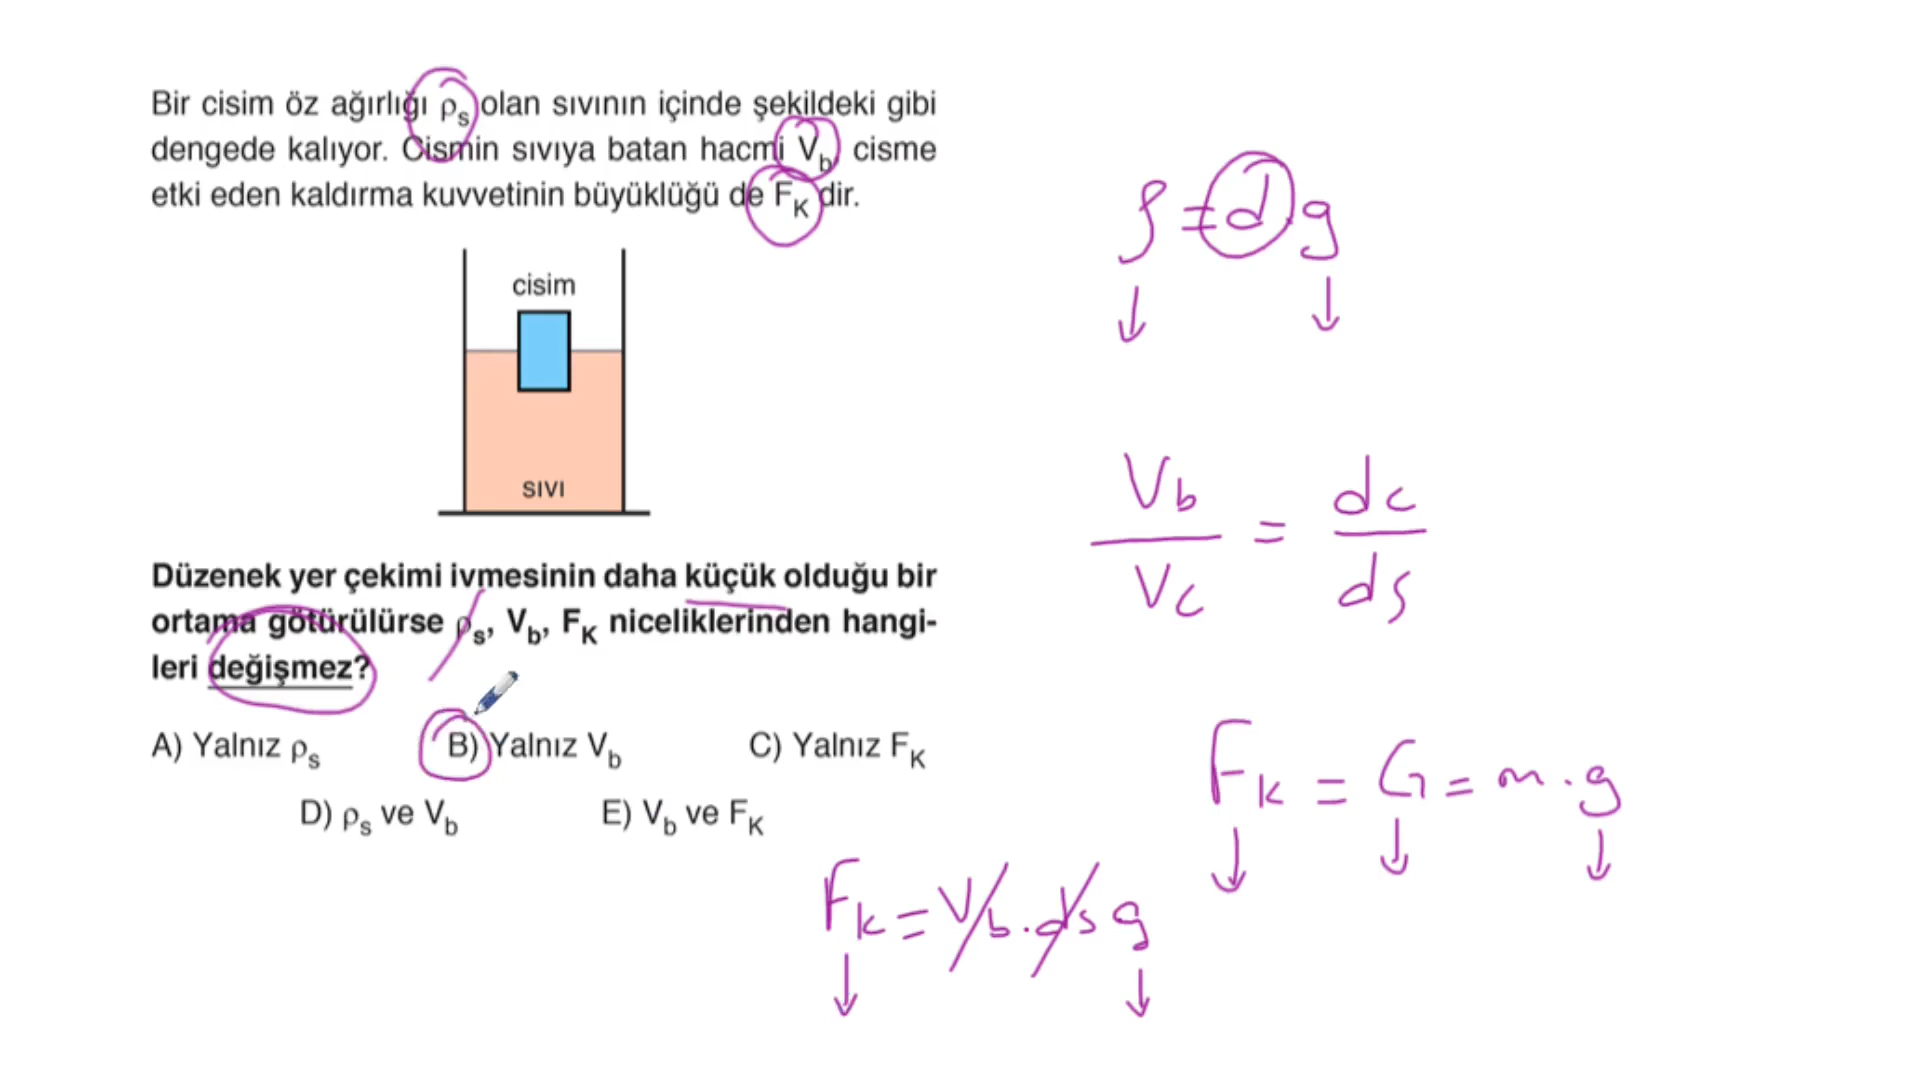 Bir cisim öz ağırlığı ρs olan sıvının içinde şekildeki gibi
dengede kalıyor. Cismin sıvıya batan hacmi Vb, cisme
etki eden kaldırma kuvvetinin büyüklüğü de FK dir.
cisim
sıvı
Düzenek yer çekimi ivmesinin daha küçük olduğu bir
ortama götürülürse ρs, Vb, FK niceliklerinden hangi-
leri değişmez?
A) Yalnız ρs B) Yalnız Vb C) Yalnız FK
D) ρs ve Vb E) Vb ve FK
ρ = d.g
↓ ↓
Vb/Vc = dc/ds
Fk = G = m.g
↓ ↓ ↓
Fk = Vb.ds g
↓ ↓